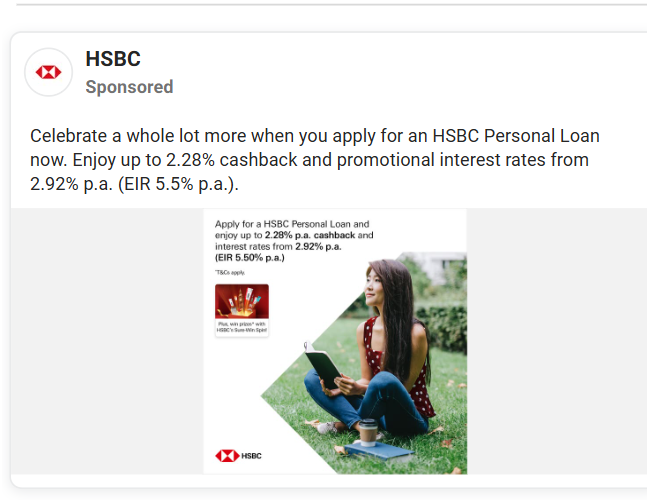 HSBC
Sponsored
Celebrate a whole lot more when you apply for an HSBC Personal Loan
now. Enjoy up to 2.28% cashback and promotional interest rates from
2.92% p.a. (EIR 5.5% p.a.).
Apply for a HSBC Personal Loan and
enjoy up to 2.28% p.a. cashback and
interest rates from 2.92% p.a.
(EIR 5.50% p.a.)
*T&Cs apply.
Plus, win prizes* with
HSBC's Sure-Win Spin!
HSBC